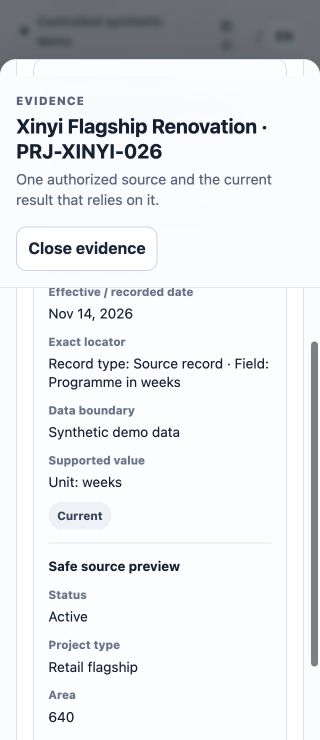 Controlled synthetic
demo
EVIDENCE
Xinyi Flagship Renovation ·
PRJ-XINYI-026
One authorized source and the current
result that relies on it.
Close evidence
Effective / recorded date
Nov 14, 2026
Exact locator
Record type: Source record · Field:
Programme in weeks
Data boundary
Synthetic demo data
Supported value
Unit: weeks
Current
Safe source preview
Status
Active
Project type
Retail flagship
Area
640